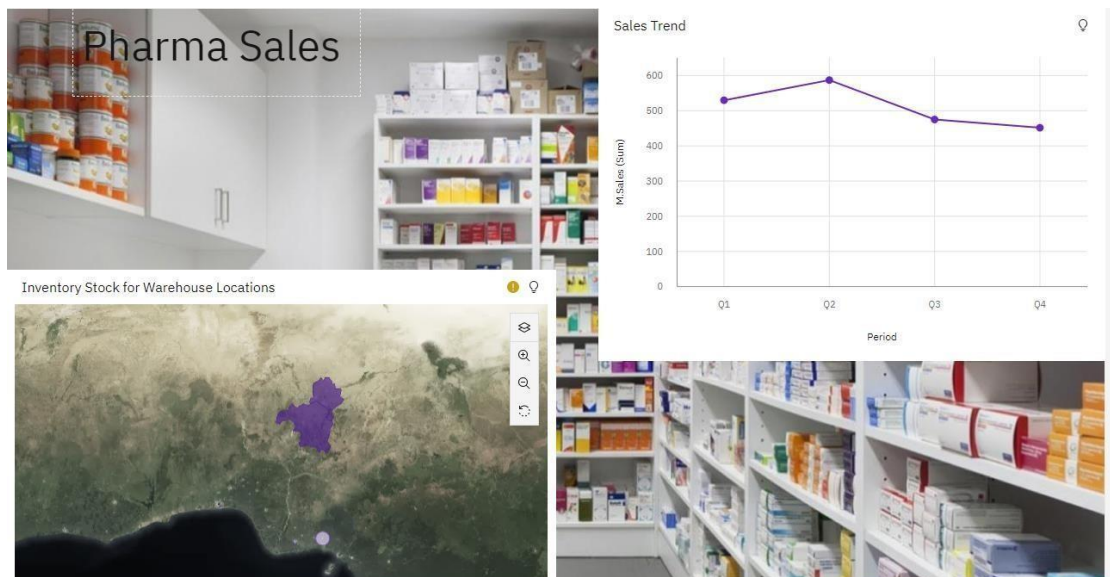 Pharma Sales
Sales Trend
M.Sales (Sum)
600
500
400
300
200
100
0
Q1 Q2 Q3 Q4
Period
Inventory Stock for Warehouse Locations